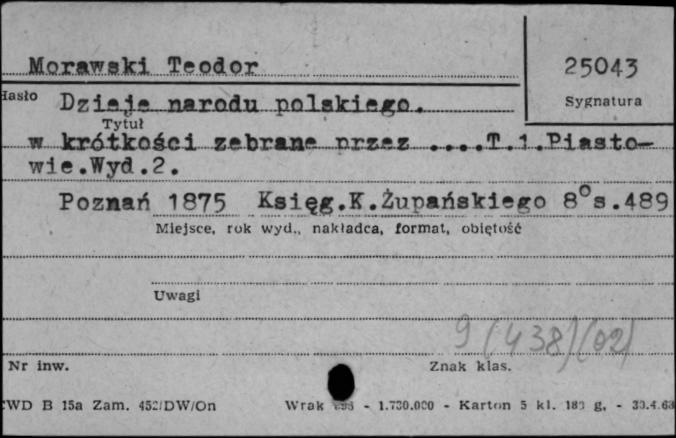 Morawski Teodor
25043
Hasło
Sygnatura
Dzieje narodu polskiego.
Tytuł
w krótkości zebrane przez ....T.1.Piasto-
wie.Wyd.2.
Poznań 1875 Księg.K.Żupańskiego 8° s.489
Miejsce, rok wyd., nakładca, format, objętość
Uwagi
9(438)(02)
Nr inw.
Znak klas.
CWD B 15a Zam. 452/DW/On
Wrak - 1.730.000 - Karton 5 kl. 180 g, - 30.4.68